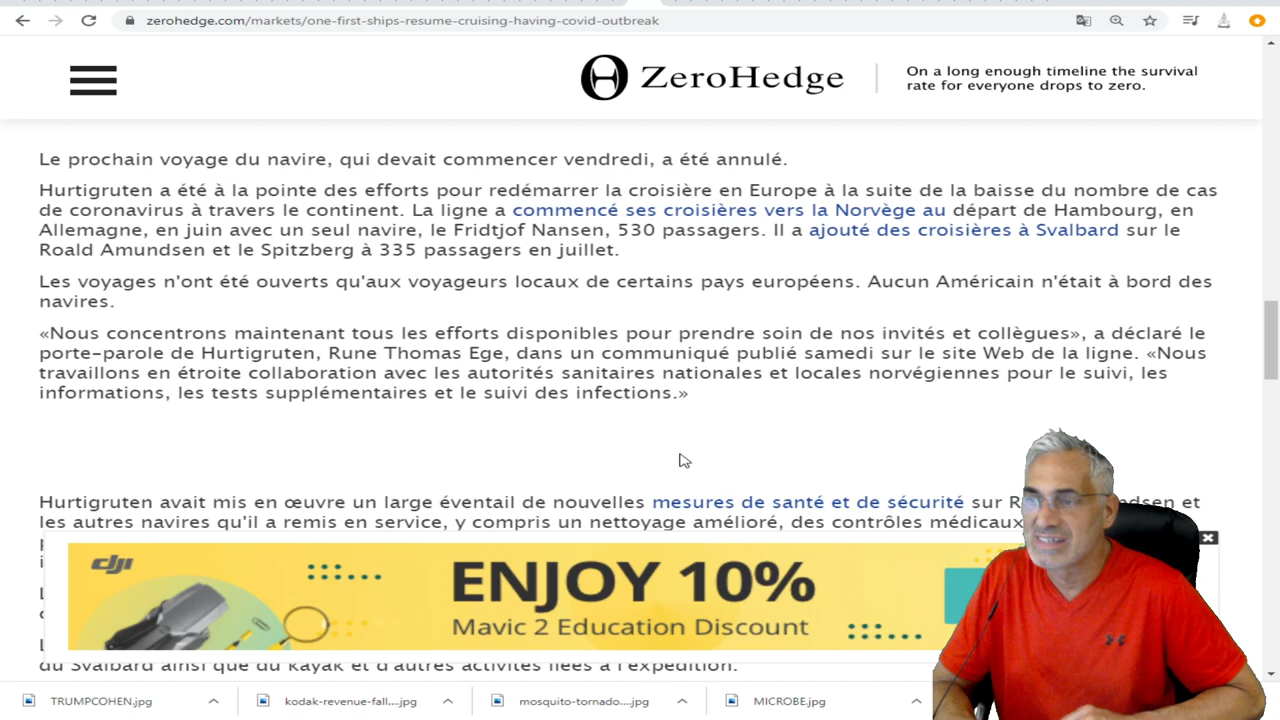 zerohedge.com/markets/one-first-ships-resume-cruising-having-covid-outbreak
ZeroHedge
On a long enough timeline the survival
rate for everyone drops to zero.
Le prochain voyage du navire, qui devait commencer vendredi, a été annulé.
Hurtigruten a été à la pointe des efforts pour redémarrer la croisière en Europe à la suite de la baisse du nombre de cas
de coronavirus à travers le continent. La ligne a commencé ses croisières vers la Norvège au départ de Hambourg, en
Allemagne, en juin avec un seul navire, le Fridtjof Nansen, 530 passagers. Il a ajouté des croisières à Svalbard sur le
Roald Amundsen et le Spitzberg à 335 passagers en juillet.
Les voyages n'ont été ouverts qu'aux voyageurs locaux de certains pays européens. Aucun Américain n'était à bord des
navires.
«Nous concentrons maintenant tous les efforts disponibles pour prendre soin de nos invités et collègues», a déclaré le
porte-parole de Hurtigruten, Rune Thomas Ege, dans un communiqué publié samedi sur le site Web de la ligne. «Nous
travaillons en étroite collaboration avec les autorités sanitaires nationales et locales norvégiennes pour le suivi, les
informations, les tests supplémentaires et le suivi des infections.»
Hurtigruten avait mis en œuvre un large éventail de nouvelles mesures de santé et de sécurité sur et
les autres navires qu'il a remis en service, y compris un nettoyage amélioré, des contrôles médicaux
dji
ENJOY 10%
Mavic 2 Education Discount
du Svalbard ainsi que du kayak et d'autres activités liées à l'expédition.
TRUMPCOHEN.jpg
kodak-revenue-fall....jpg
mosquito-tornado....jpg
MICROBE.jpg